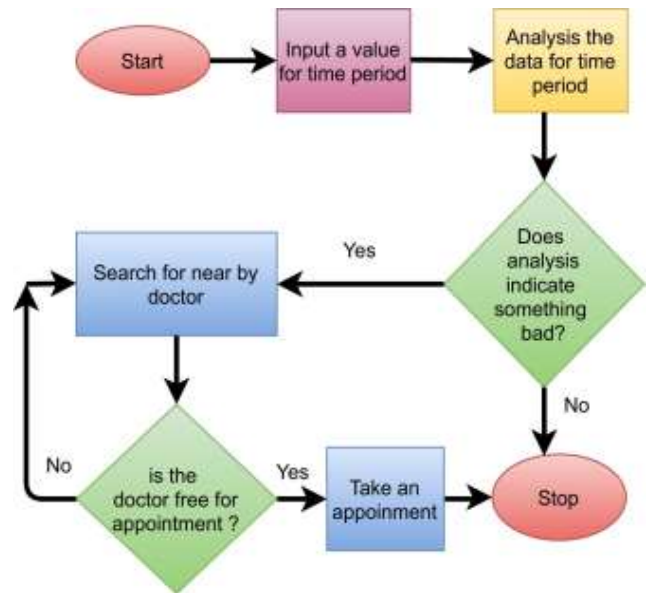 Start
Input a value
for time period
Analysis the
data for time
period
Does
analysis
indicate
something
bad?
Yes
Search for near by
doctor
No
is the
doctor free for
appointment ?
Yes
Take an
appoinment
No
Stop